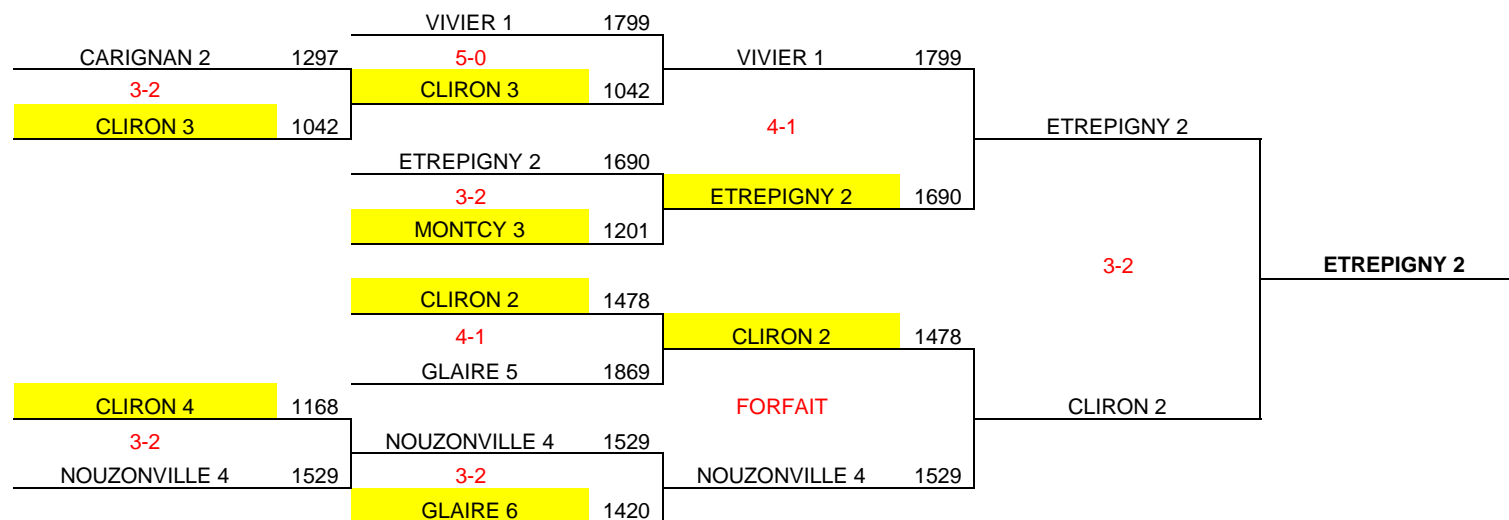 VIVIER 1 1799
CARIGNAN 2 1297 5-0 VIVIER 1 1799
3-2 CLIRON 3 1042
CLIRON 3 1042 4-1 ETREPIGNY 2
ETREPIGNY 2 1690
3-2 ETREPIGNY 2 1690
MONTCY 3 1201
3-2 ETREPIGNY 2
CLIRON 2 1478
4-1 CLIRON 2 1478
GLAIRE 5 1869
CLIRON 4 1168 FORFAIT CLIRON 2
3-2 NOUZONVILLE 4 1529
NOUZONVILLE 4 1529 3-2 NOUZONVILLE 4 1529
GLAIRE 6 1420